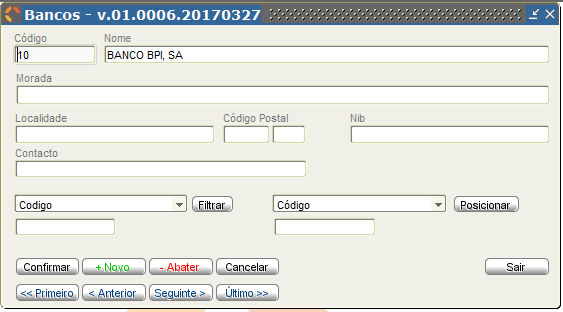 Bancos - v.01.0006.20170327
Código Nome
10 BANCO BPI, SA
Morada
Localidade Código Postal Nib
Contacto
Codigo Filtrar Código Posicionar
Confirmar + Novo - Abater Cancelar Sair
<< Primeiro < Anterior Seguinte > Último >>